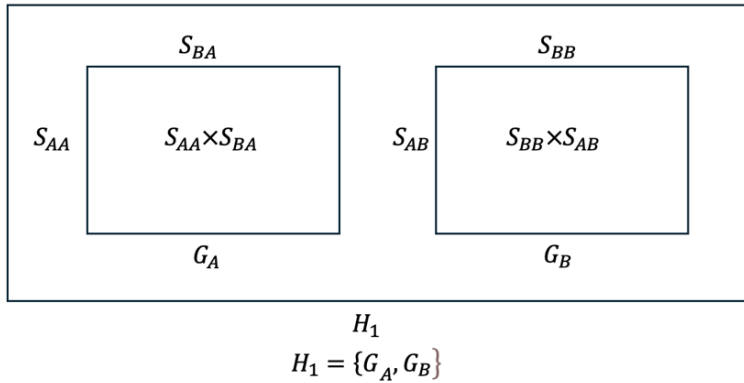 S_BA S_BB
S_AA S_AA×S_BA S_AB S_BB×S_AB
G_A G_B
H_1
H_1 = {G_A, G_B}